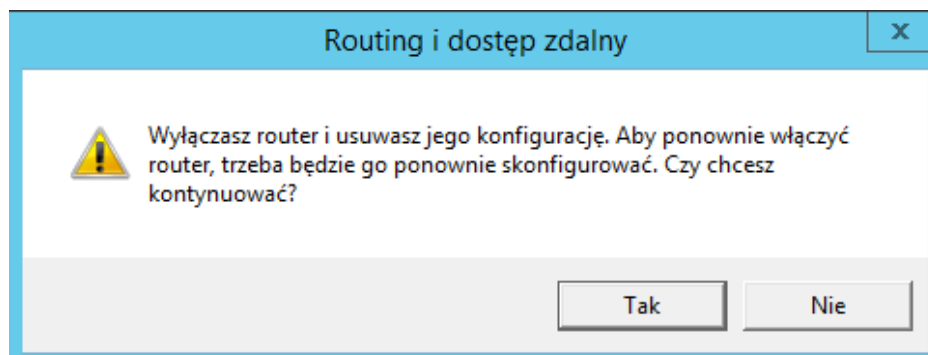 Routing i dostęp zdalny
x
Wyłączasz router i usuwasz jego konfigurację. Aby ponownie włączyć
router, trzeba będzie go ponownie skonfigurować. Czy chcesz
kontynuować?
Tak
Nie